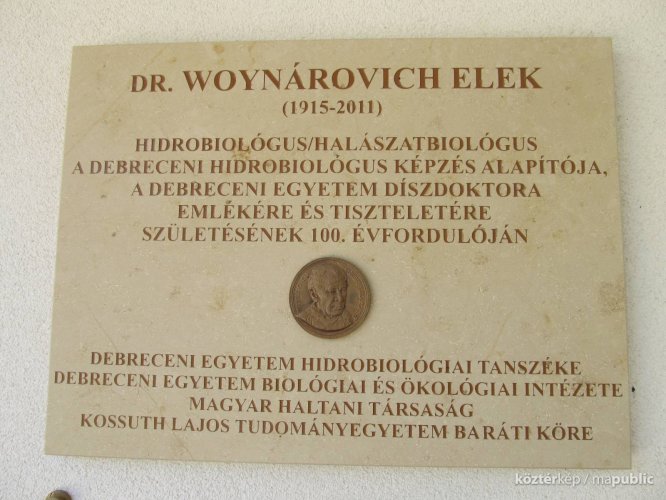 DR. WOYNÁROVICH ELEK
(1915-2011)
HIDROBIOLÓGUS/HALÁSZATBIOLÓGUS
A DEBRECENI HIDROBIOLÓGUS KÉPZÉS ALAPÍTÓJA,
A DEBRECENI EGYETEM DÍSZDOKTORA
EMLÉKÉRE ÉS TISZTELETÉRE
SZÜLETÉSÉNEK 100. ÉVFORDULÓJÁN
DEBRECENI EGYETEM HIDROBIOLÓGIAI TANSZÉKE
DEBRECENI EGYETEM BIOLÓGIAI ÉS ÖKOLÓGIAI INTÉZETE
MAGYAR HALTANI TÁRSASÁG
KOSSUTH LAJOS TUDOMÁNYEGYETEM BARÁTI KÖRE
köztérkép / mapublic